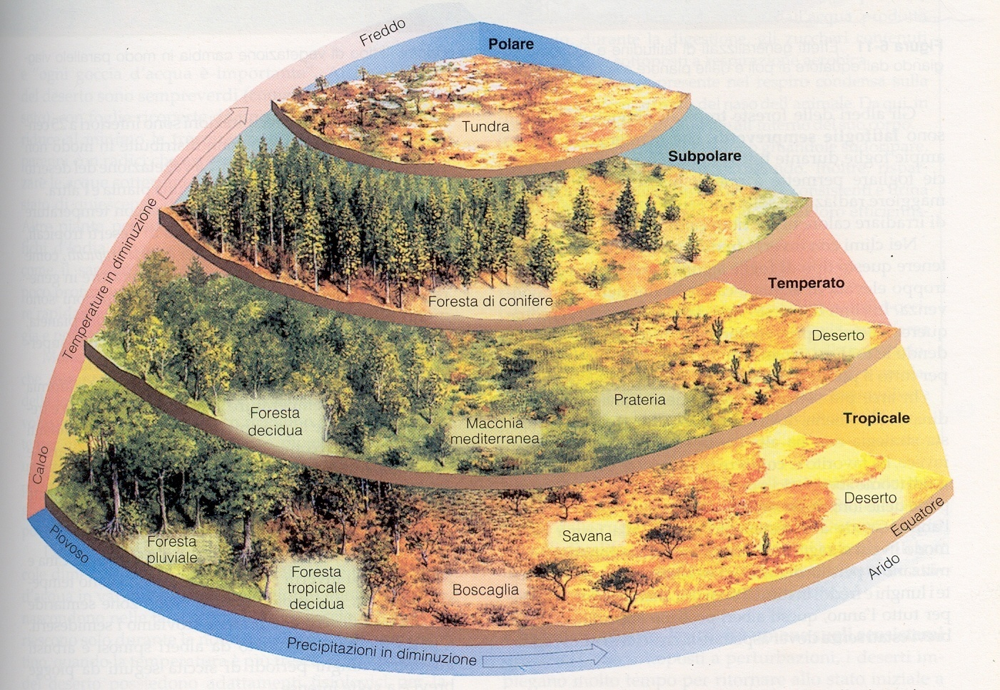 Freddo
Polare
Tundra
Subpolare
Temperature in diminuzione
Foresta di conifere
Temperato
Deserto
Prateria
Foresta
decidua
Macchia
mediterranea
Tropicale
Caldo
Deserto
Equatore
Savana
Foresta
pluviale
Piovoso
Foresta
tropicale
decidua
Boscaglia
Arido
Precipitazioni in diminuzione